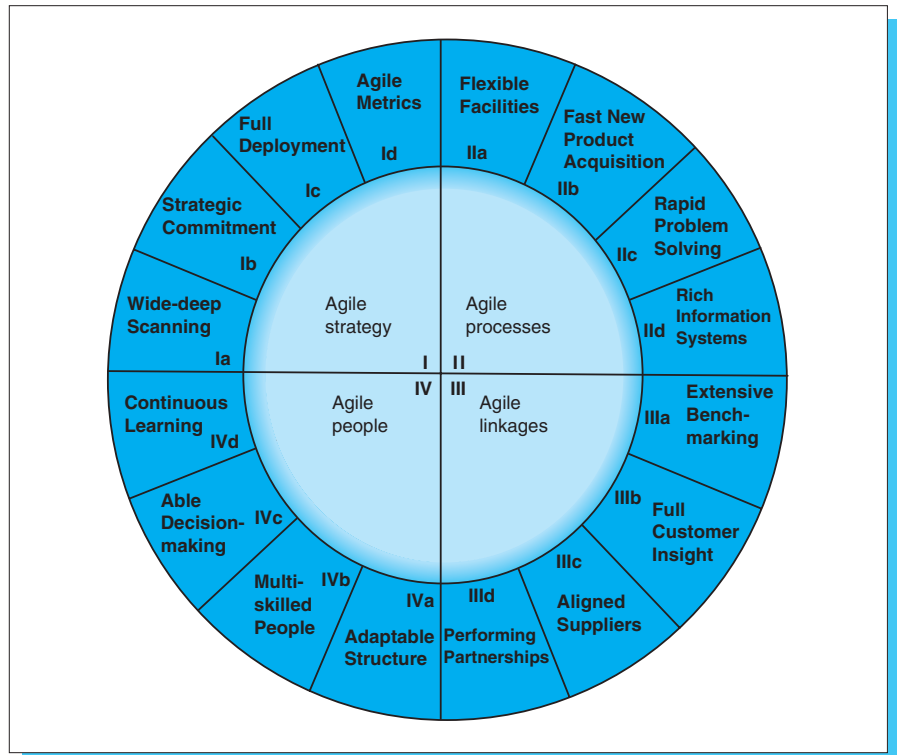 Agile
Metrics
Id
Flexible
Facilities
IIa
Fast New
Product
Acquisition
IIb
Rapid
Problem
Solving
IIc
Rich
Information
Systems
IId
Extensive
Bench-
marking
IIIa
Full
Customer
Insight
IIIb
Aligned
Suppliers
IIIc
Performing
Partnerships
IIId
Adaptable
Structure
IVa
Multi-
skilled
People
IVb
Able
Decision-
making
IVc
Continuous
Learning
IVd
Wide-deep
Scanning
Ia
Strategic
Commitment
Ib
Full
Deployment
Ic
Agile
strategy
I
Agile
processes
II
Agile
people
IV
Agile
linkages
III